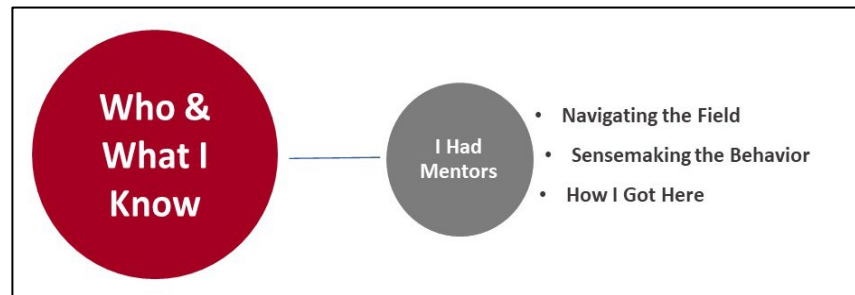 Who &
What I
Know
I Had
Mentors
• Navigating the Field
• Sensemaking the Behavior
• How I Got Here